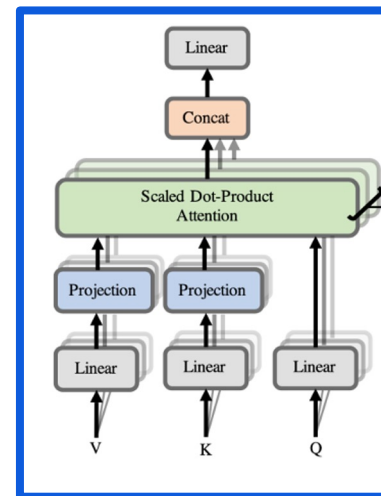 Linear
Concat
Scaled Dot-Product
Attention
Projection Projection
Linear Linear Linear
V K Q